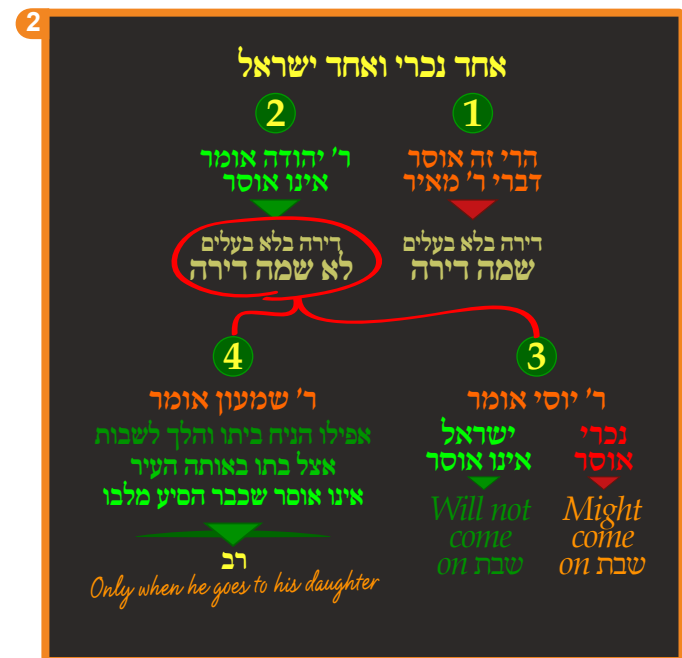 2
אחד נכרי ואחד ישראל
1
הרי זה אוסר
דברי ר׳ מאיר
דירה בלא בעלים
שמה דירה
2
ר׳ יהודה אומר
אינו אוסר
דירה בלא בעלים
לא שמה דירה
3
ר׳ יוסי אומר
נכרי
אוסר
Might
come
on שבת
ישראל
אינו אוסר
Will not
come
on שבת
4
ר׳ שמעון אומר
אפילו הניח ביתו והלך לשבות
אצל בתו באותה העיר
אינו אוסר שכבר הסיע מלבו
רב
Only when he goes to his daughter